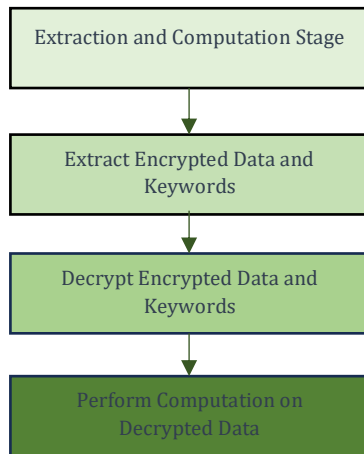 Extraction and Computation Stage
Extract Encrypted Data and
Keywords
Decrypt Encrypted Data and
Keywords
Perform Computation on
Decrypted Data